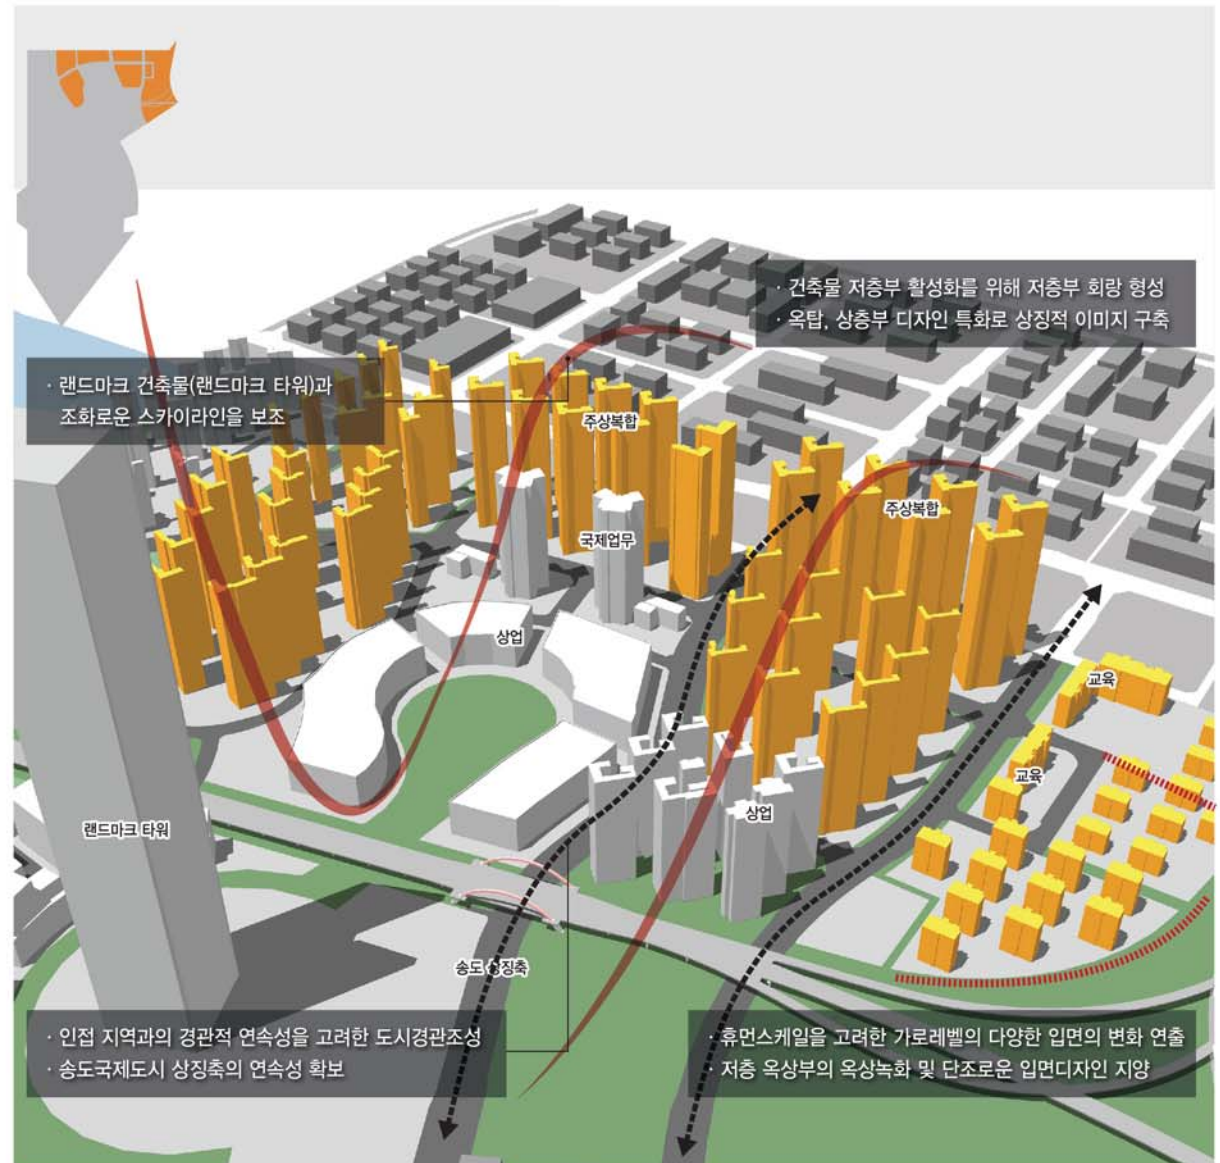 · 건축물 저층부 활성화를 위해 저층부 회랑 형성
· 옥탑, 상층부 디자인 특화로 상징적 이미지 구축
· 랜드마크 건축물(랜드마크 타워)과
조화로운 스카이라인을 보조
주상복합
주상복합
국제업무
상업
교육
교육
상업
랜드마크 타워
송도 상징축
· 인접 지역과의 경관적 연속성을 고려한 도시경관조성
· 송도국제도시 상징축의 연속성 확보
· 휴먼스케일을 고려한 가로레벨의 다양한 입면의 변화 연출
· 저층 옥상부의 옥상녹화 및 단조로운 입면디자인 지양